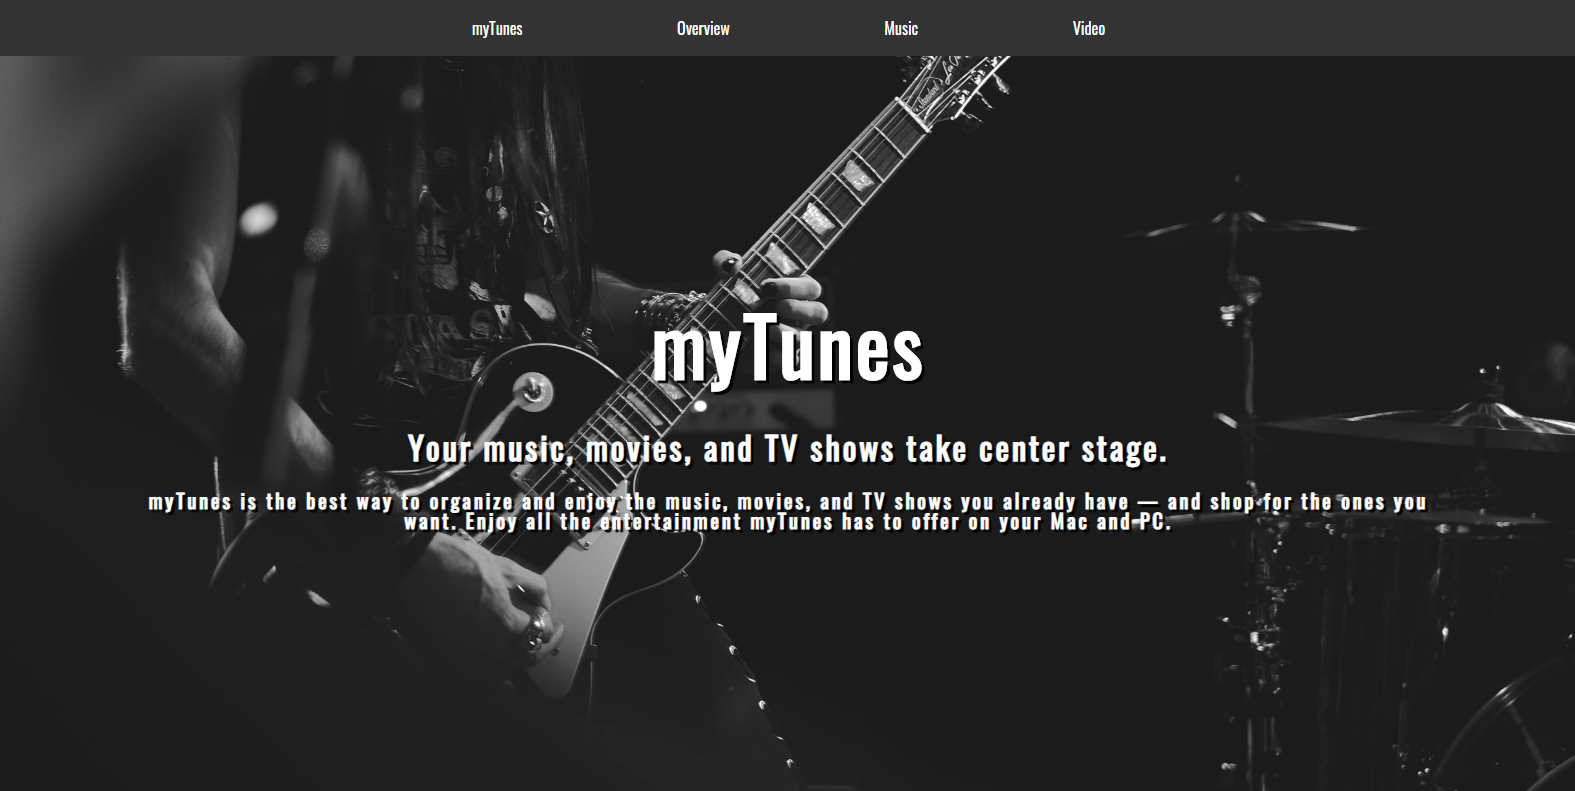 myTunes Overview Music Video
myTunes
Your music, movies, and TV shows take center stage.
myTunes is the best way to organize and enjoy the music, movies, and TV shows you already have — and shop for the ones you
want. Enjoy all the entertainment myTunes has to offer on your Mac and PC.